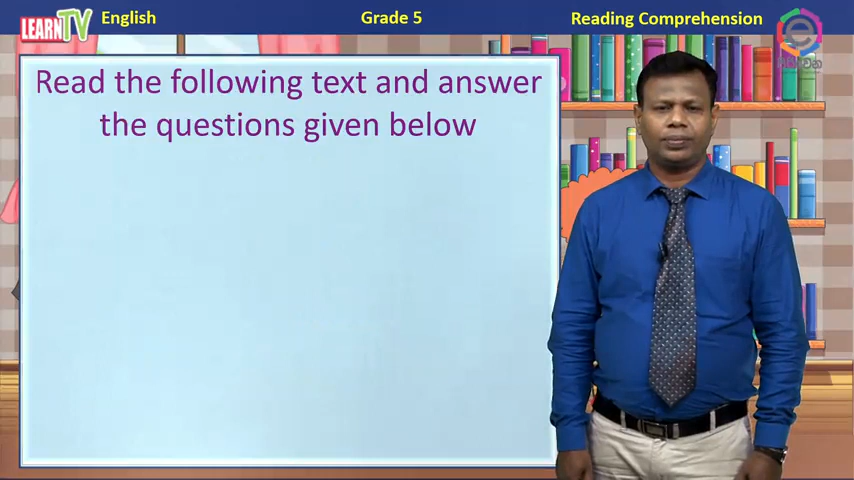 LEARN TV
English
Grade 5
Reading Comprehension
Read the following text and answer
the questions given below